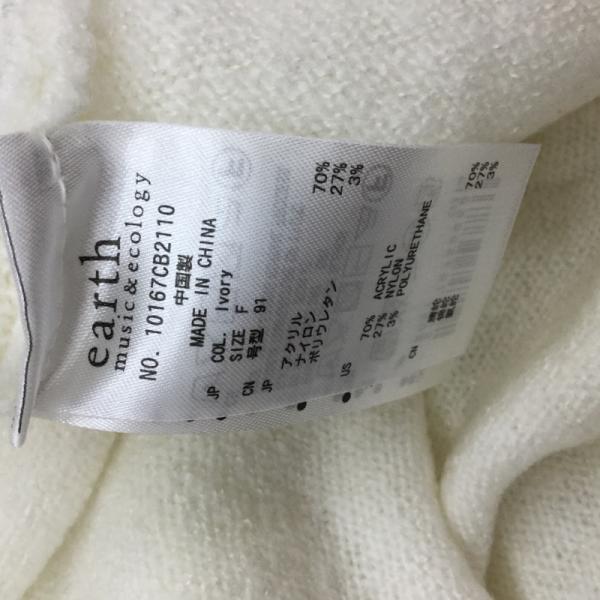 earth
music&ecology
NO. 10167CB2110
中国製
MADE IN CHINA
JP COL. Ivory
SIZE F
CN 号型 91
JP
アクリル 70%
ナイロン 27%
ポリウレタン 3%
US
70% ACRYLIC
27% NYLON
3% POLYURETHANE
CN
70%
27%
3%